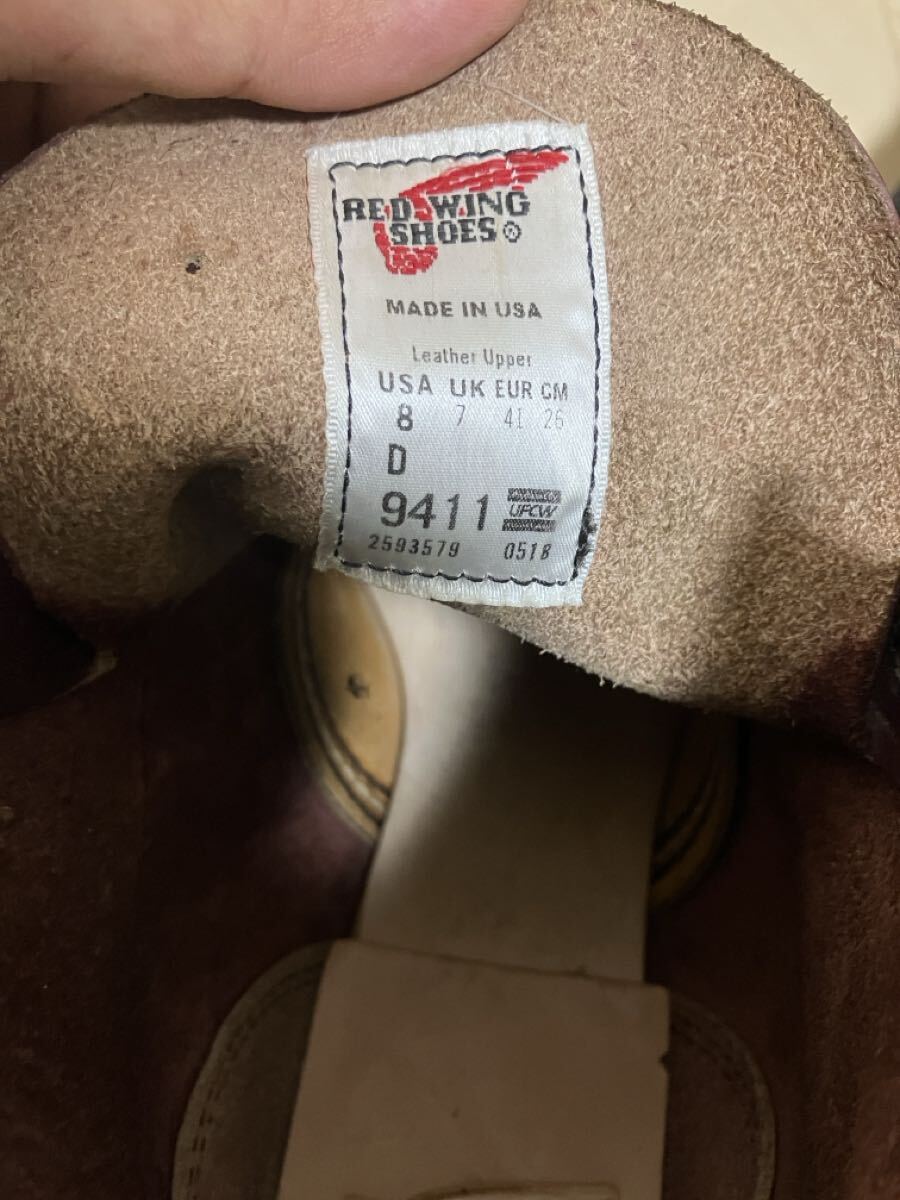 RED WING
SHOES®
MADE IN USA
Leather Upper
USA UK EUR CM
8 7 41 26
D
9411 UFCW
2593579 0518